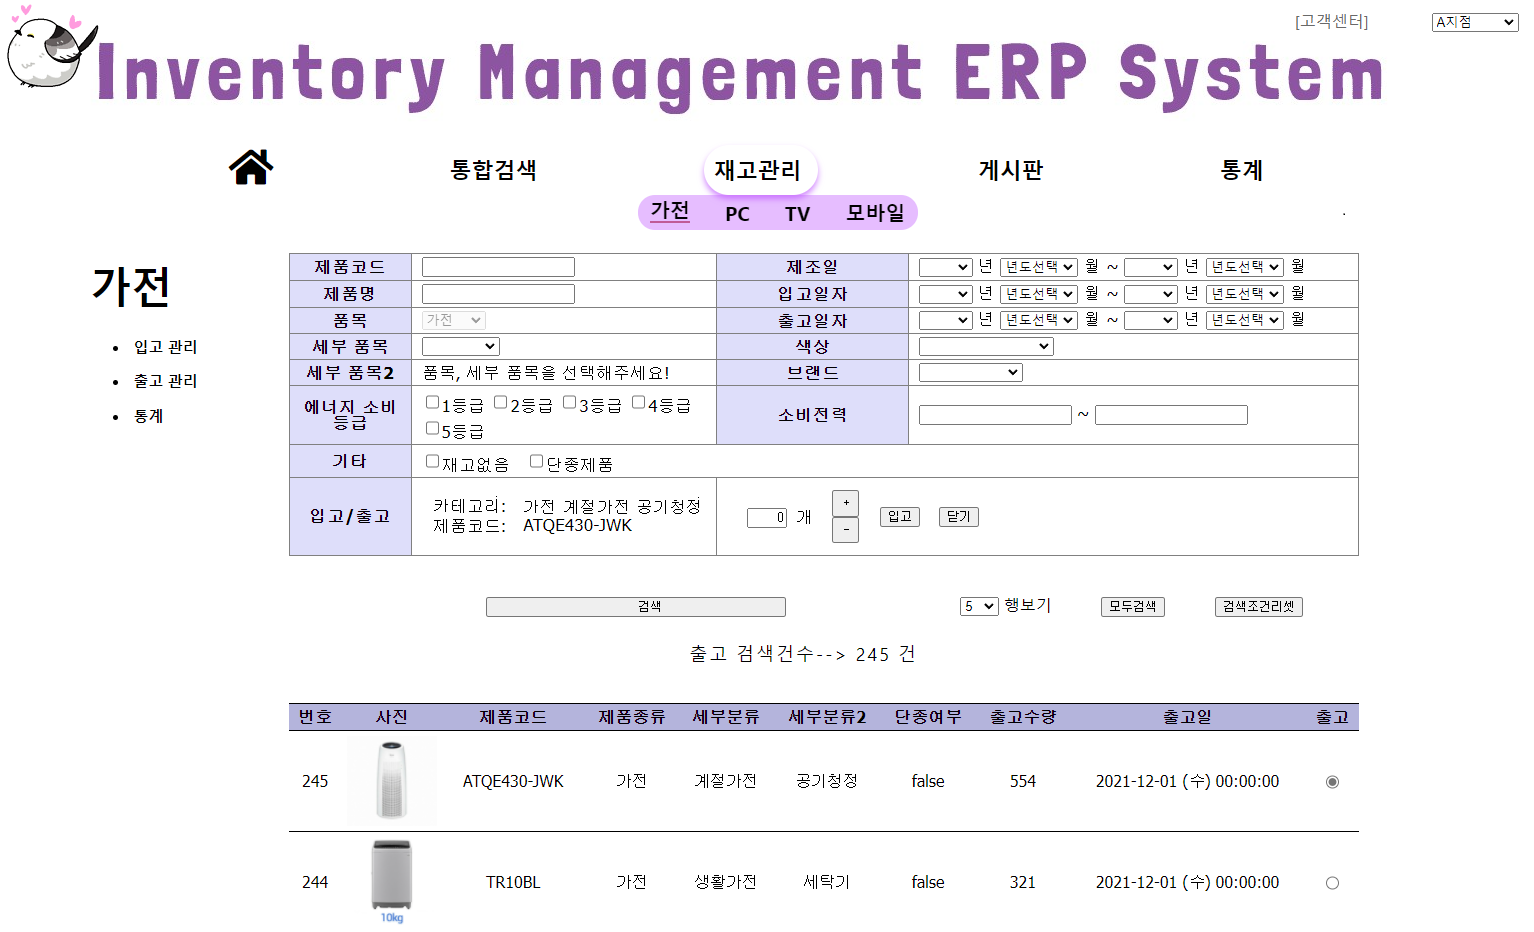 [고객센터] A지점
Inventory Management ERP System
통합검색 재고관리 게시판 통계
가전 PC TV 모바일 .
가전
입고 관리
출고 관리
통계
제품코드 제조일 년 년도선택 월 ~ 년 년도선택 월
제품명 입고일자 년 년도선택 월 ~ 년 년도선택 월
품목 가전 출고일자 년 년도선택 월 ~ 년 년도선택 월
세부 품목 색상
세부 품목2 품목, 세부 품목을 선택해주세요! 브랜드
에너지 소비 등급 1등급 2등급 3등급 4등급 5등급 소비전력 ~
기타 재고없음 단종제품
입고/출고 카테고리: 가전 계절가전 공기청정 0 개 + - 입고 닫기
제품코드: ATQE430-JWK
검색 5 행보기 모두검색 검색조건리셋
출고 검색건수--> 245 건
번호 사진 제품코드 제품종류 세부분류 세부분류2 단종여부 출고수량 출고일 출고
245 ATQE430-JWK 가전 계절가전 공기청정 false 554 2021-12-01 (수) 00:00:00
244 TR10BL 가전 생활가전 세탁기 false 321 2021-12-01 (수) 00:00:00
10kg